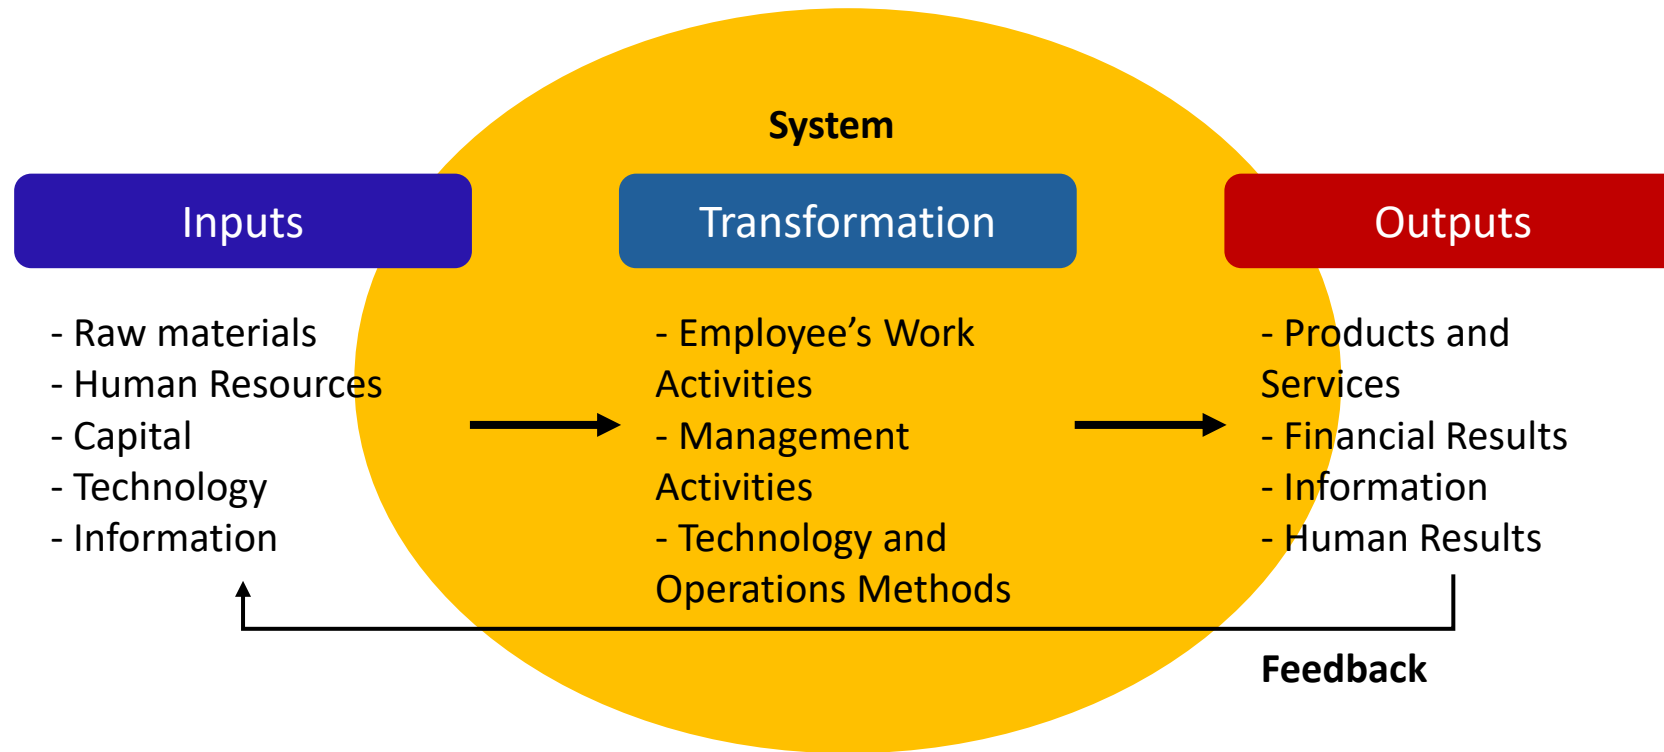 System
Inputs
Transformation
Outputs
- Raw materials
- Human Resources
- Capital
- Technology
- Information
- Employee’s Work
Activities
- Management
Activities
- Technology and
Operations Methods
- Products and
Services
- Financial Results
- Information
- Human Results
Feedback